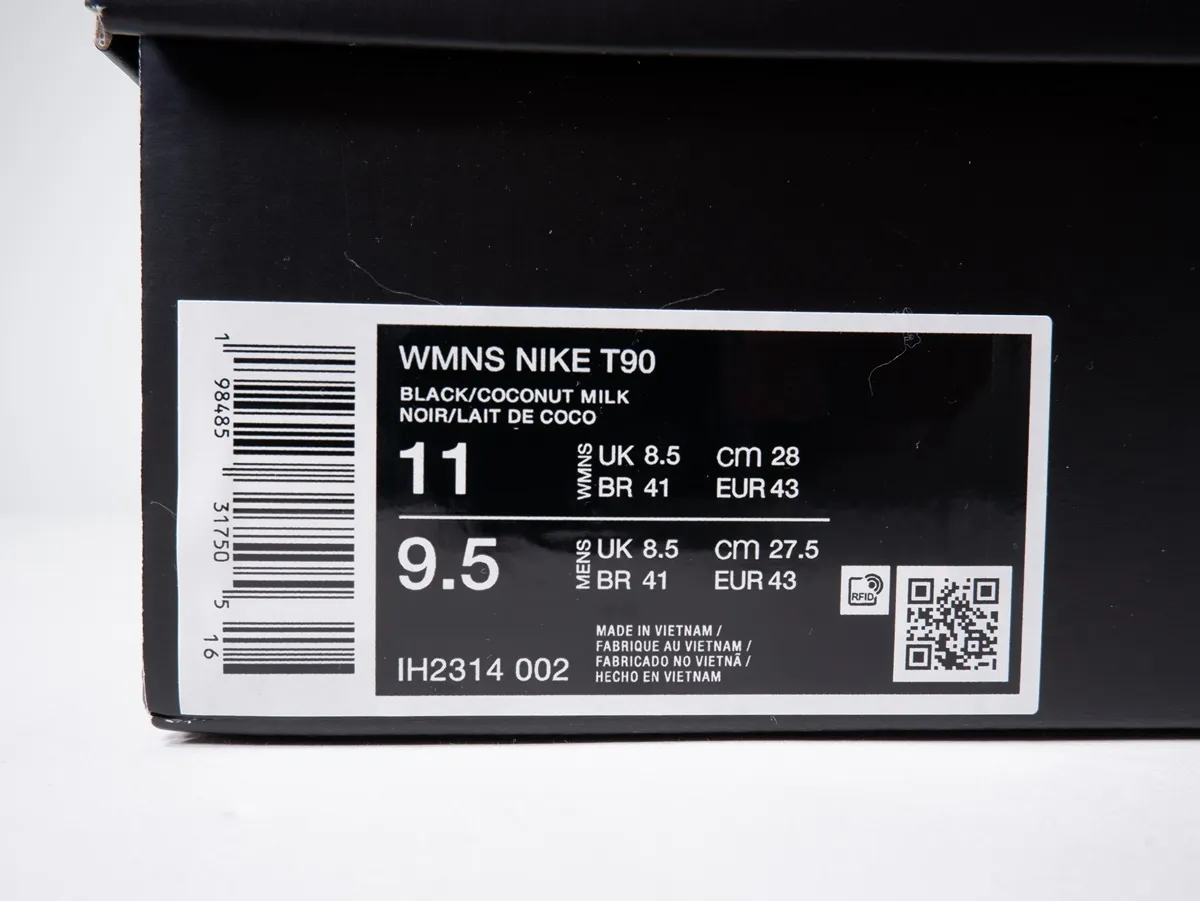 1 98485 31750 5 16
WMNS NIKE T90
BLACK/COCONUT MILK
NOIR/LAIT DE COCO
11 WMNS UK 8.5 cm 28
BR 41 EUR 43
9.5 MENS UK 8.5 cm 27.5
BR 41 EUR 43
RFID
IH2314 002
MADE IN VIETNAM /
FABRIQUE AU VIETNAM /
FABRICADO NO VIETNÃ /
HECHO EN VIETNAM